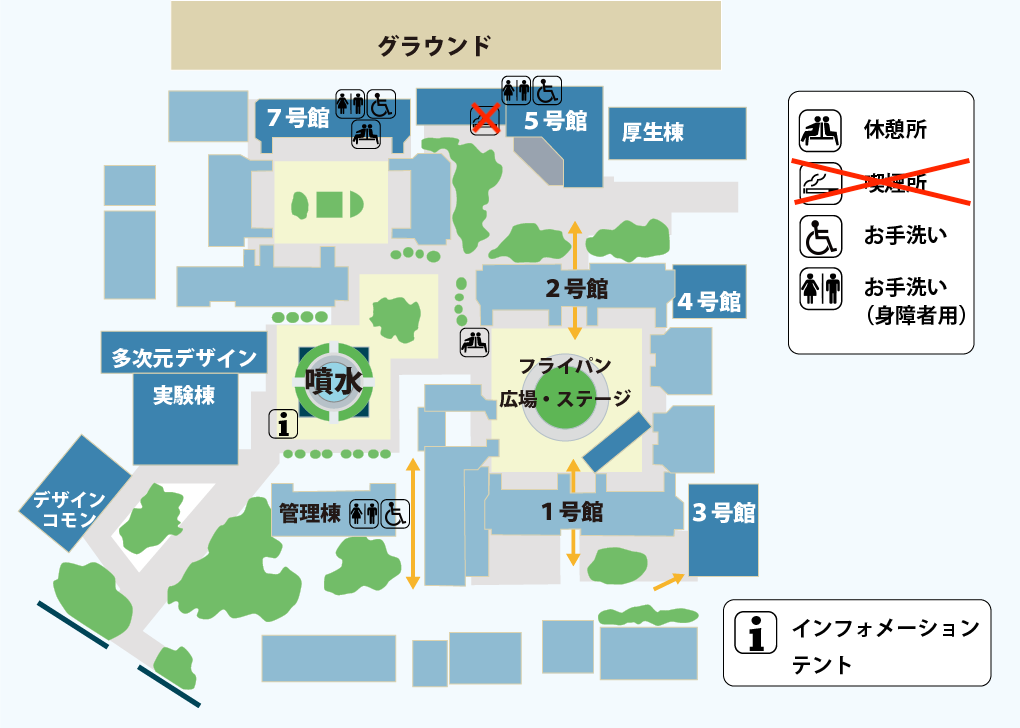 グラウンド
7号館
5号館
厚生棟
休憩所
喫煙所
お手洗い
お手洗い
（身障者用）
2号館
4号館
多次元デザイン
実験棟
噴水
フライパン
広場・ステージ
i
デザイン
コモン
管理棟
1号館
3号館
i
インフォメーション
テント